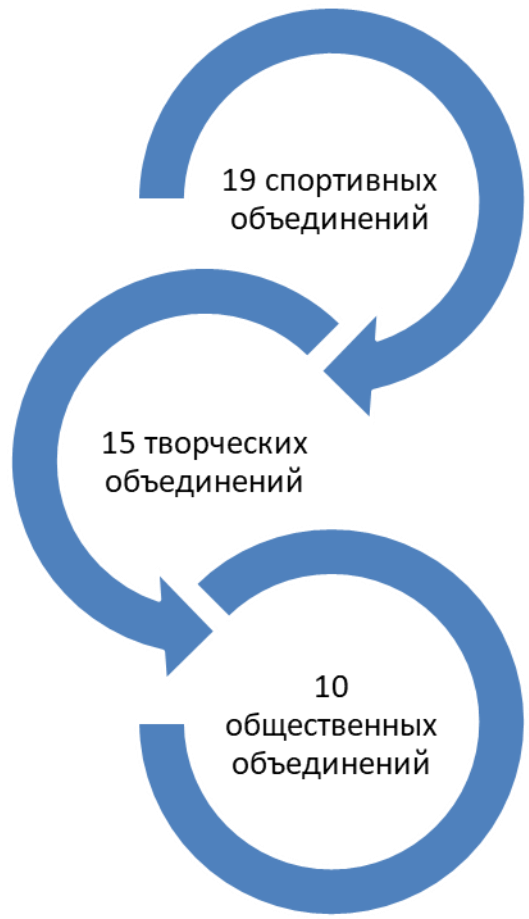 19 спортивных
объединений
15 творческих
объединений
10
общественных
объединений